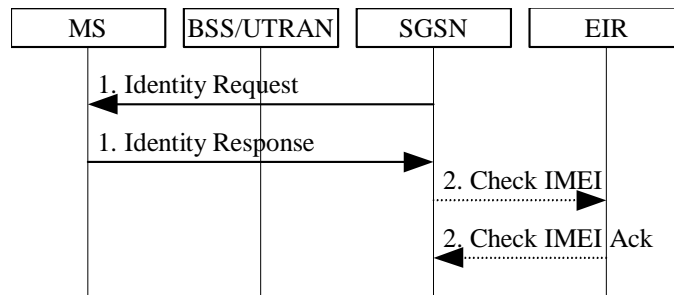 MS BSS/UTRAN SGSN EIR
1. Identity Request
1. Identity Response
2. Check IMEI
2. Check IMEI Ack